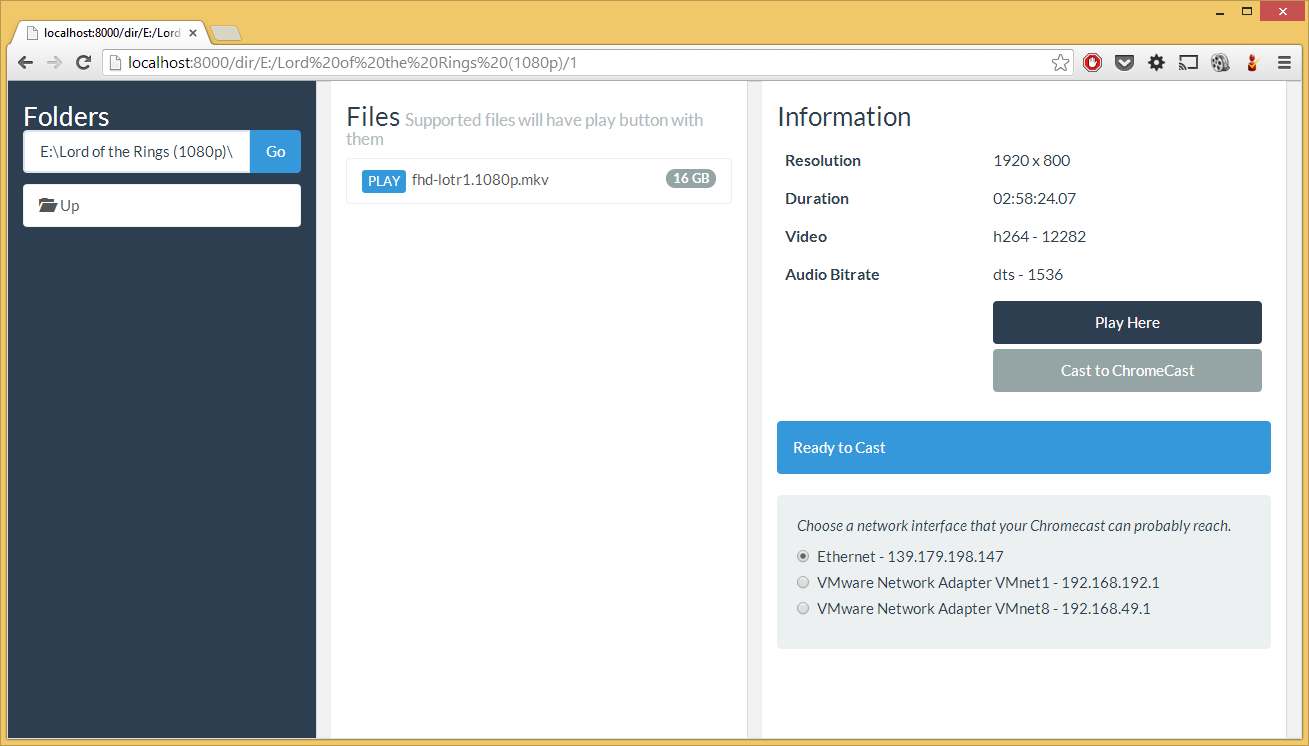 localhost:8000/dir/E:/Lord
localhost:8000/dir/E:/Lord%20of%20the%20Rings%20(1080p)/1
Folders
E:\Lord of the Rings (1080p)\
Go
Up
Files Supported files will have play button with
them
PLAY fhd-lotr1.1080p.mkv 16 GB
Information
Resolution 1920 x 800
Duration 02:58:24.07
Video h264 - 12282
Audio Bitrate dts - 1536
Play Here
Cast to ChromeCast
Ready to Cast
Choose a network interface that your Chromecast can probably reach.
Ethernet - 139.179.198.147
VMware Network Adapter VMnet1 - 192.168.192.1
VMware Network Adapter VMnet8 - 192.168.49.1